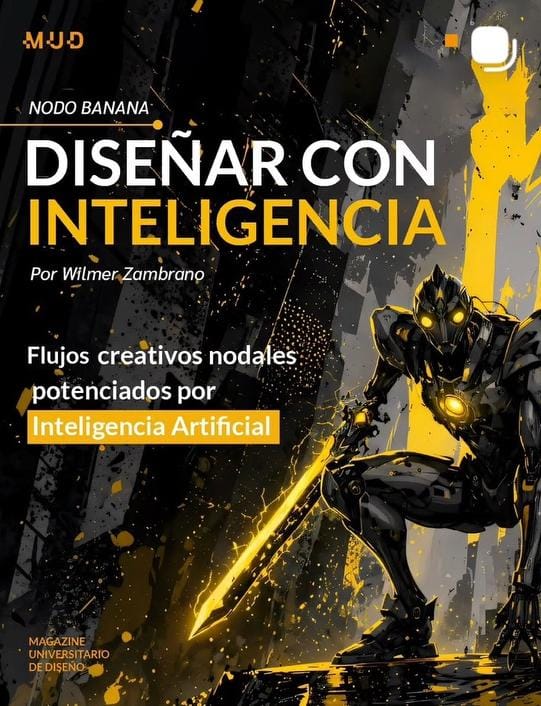 MUD
NODO BANANA
DISEÑAR CON
INTELIGENCIA
Por Wilmer Zambrano
Flujos creativos nodales
potenciados por
Inteligencia Artificial
MAGAZINE
UNIVERSITARIO
DE DISEÑO